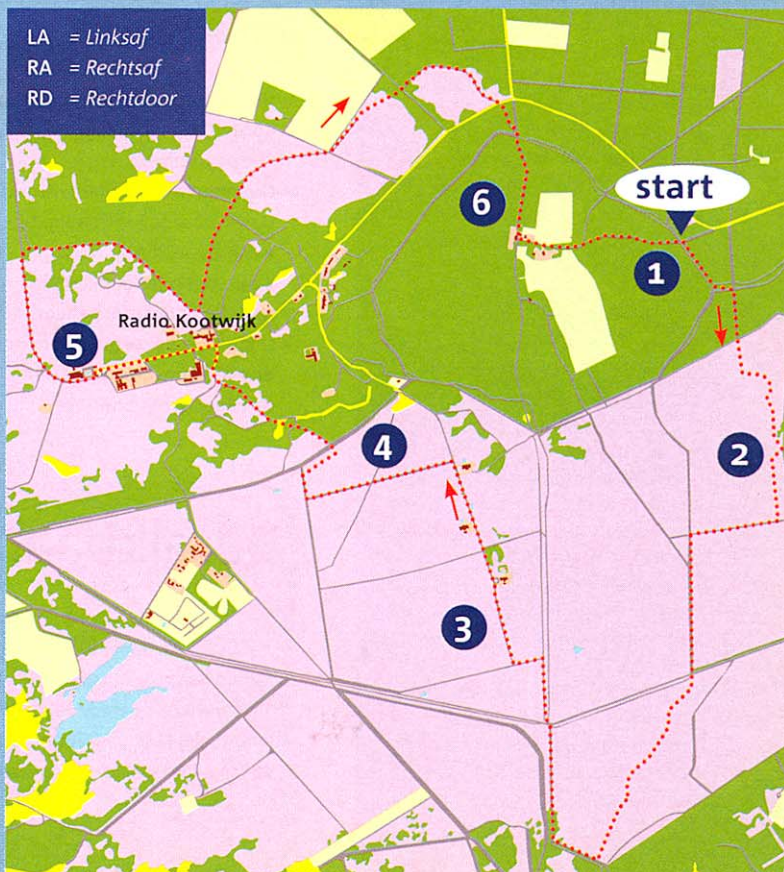 LA = Linksaf
RA = Rechtsaf
RD = Rechtdoor
start
6
1
Radio Kootwijk
5
2
4
3